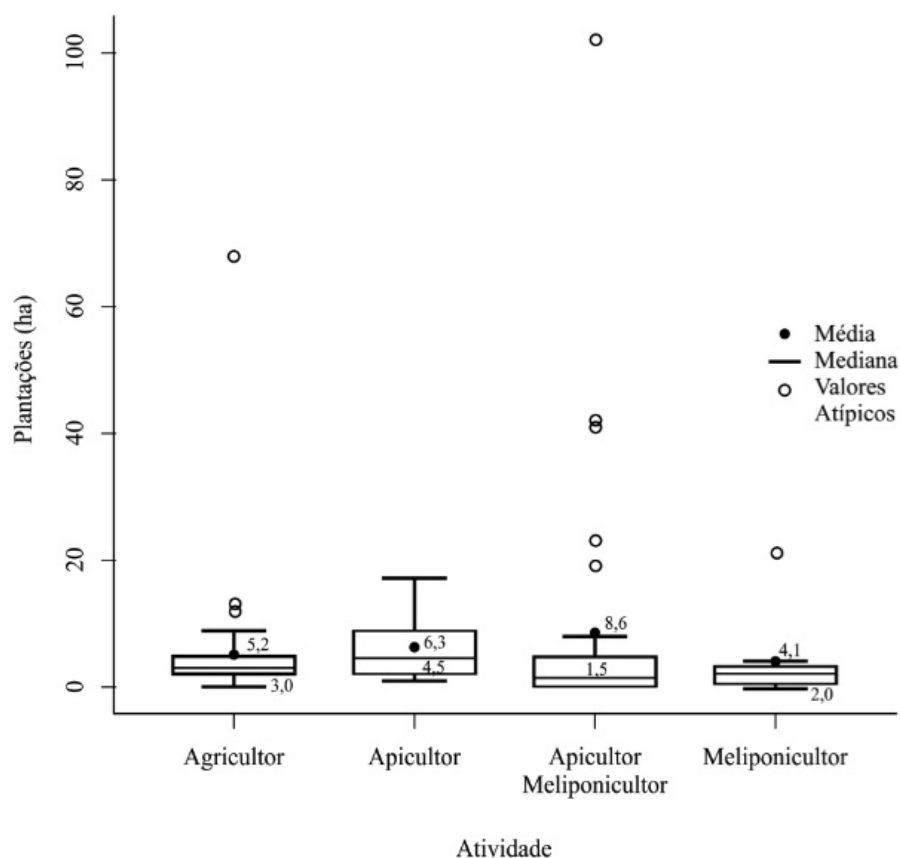 100
80
60
40
20
0
Plantações (ha)
Média
Mediana
Valores
Atípicos
5,2
3,0
6,3
4,5
8,6
1,5
4,1
2,0
Agricultor
Apicultor
Apicultor
Meliponicultor
Meliponicultor
Atividade